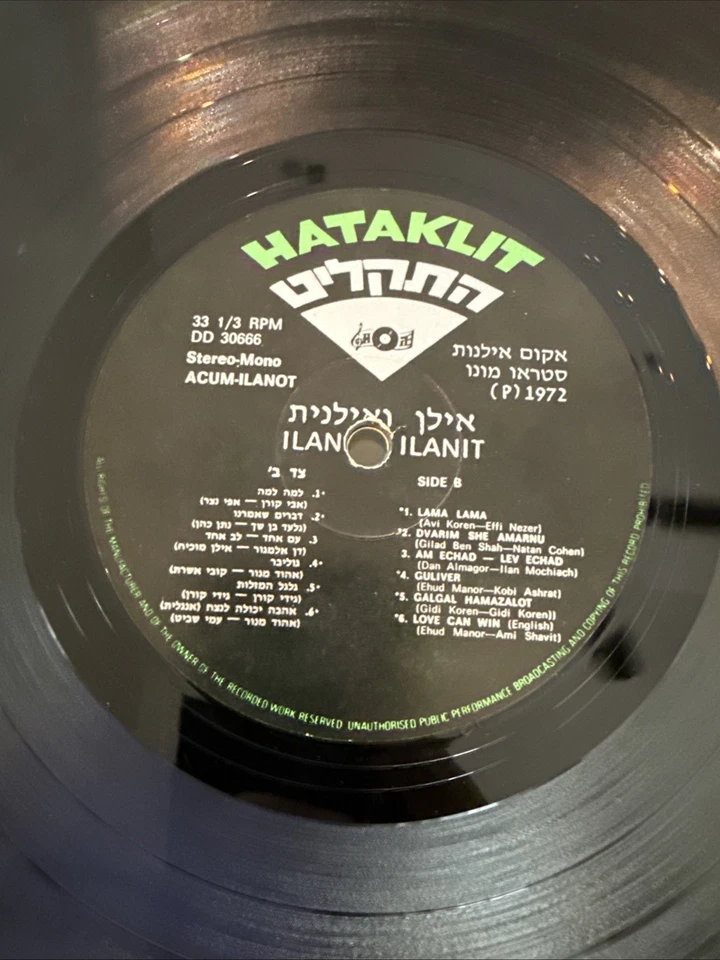 HATAKLIT
התקליט
33 1/3 RPM
DD 30666
Stereo-Mono
ACUM-ILANOT
אקום אילנות
סטראו מונו
(P) 1972
אילן ואילנית
ILAN ILANIT
צד ב'
*1. למה למה
(אבי קורן — אפי נצר)
*2. דברים שאמרנו
(גלעד בן שך — נתן כהן)
3. עם אחד — לב אחד
(דן אלמגור — אילן מוכיח)
*4. גוליבר
(אהוד מנור — קובי אשרת)
*5. גלגל המזלות
(גידי קורן — גידי קורן)
*6. אהבה יכולה לנצח (אנגלית)
(אהוד מנור — עמי שביט)
SIDE B
*1. LAMA LAMA
(Avi Koren—Effi Nezer)
*2. DVARIM SHE AMARNU
(Gilad Ben Shah—Natan Cohen)
3. AM ECHAD — LEV ECHAD
(Dan Almagor—Ilan Mochiach)
*4. GULIVER
(Ehud Manor—Kobi Ashrat)
*5. GALGAL HAMAZALOT
(Gidi Koren—Gidi Koren))
*6. LOVE CAN WIN (English)
(Ehud Manor—Ami Shavit)
ALL RIGHTS OF THE MANUFACTURER AND OF THE OWNER OF THE RECORDED WORK RESERVED UNAUTHORISED PUBLIC PERFORMANCE BROADCASTING AND COPYING OF THIS RECORD PROHIBITED